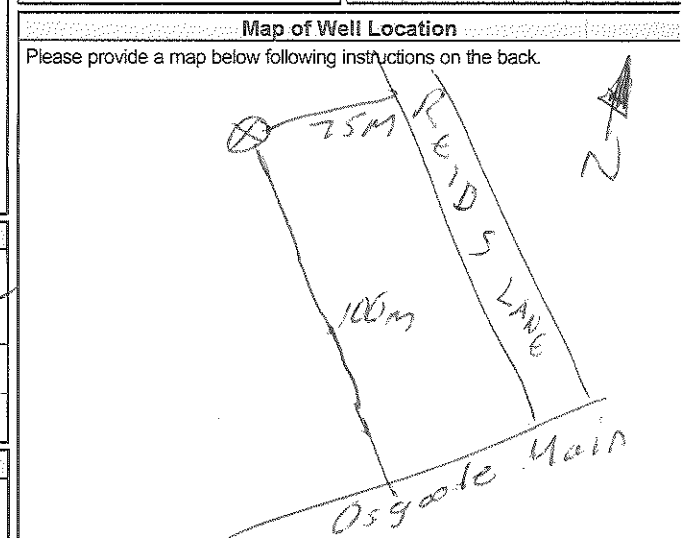 Map of Well Location
Please provide a map below following instructions on the back.
75M
REIDS LANE
N
100m
Osgoode Main